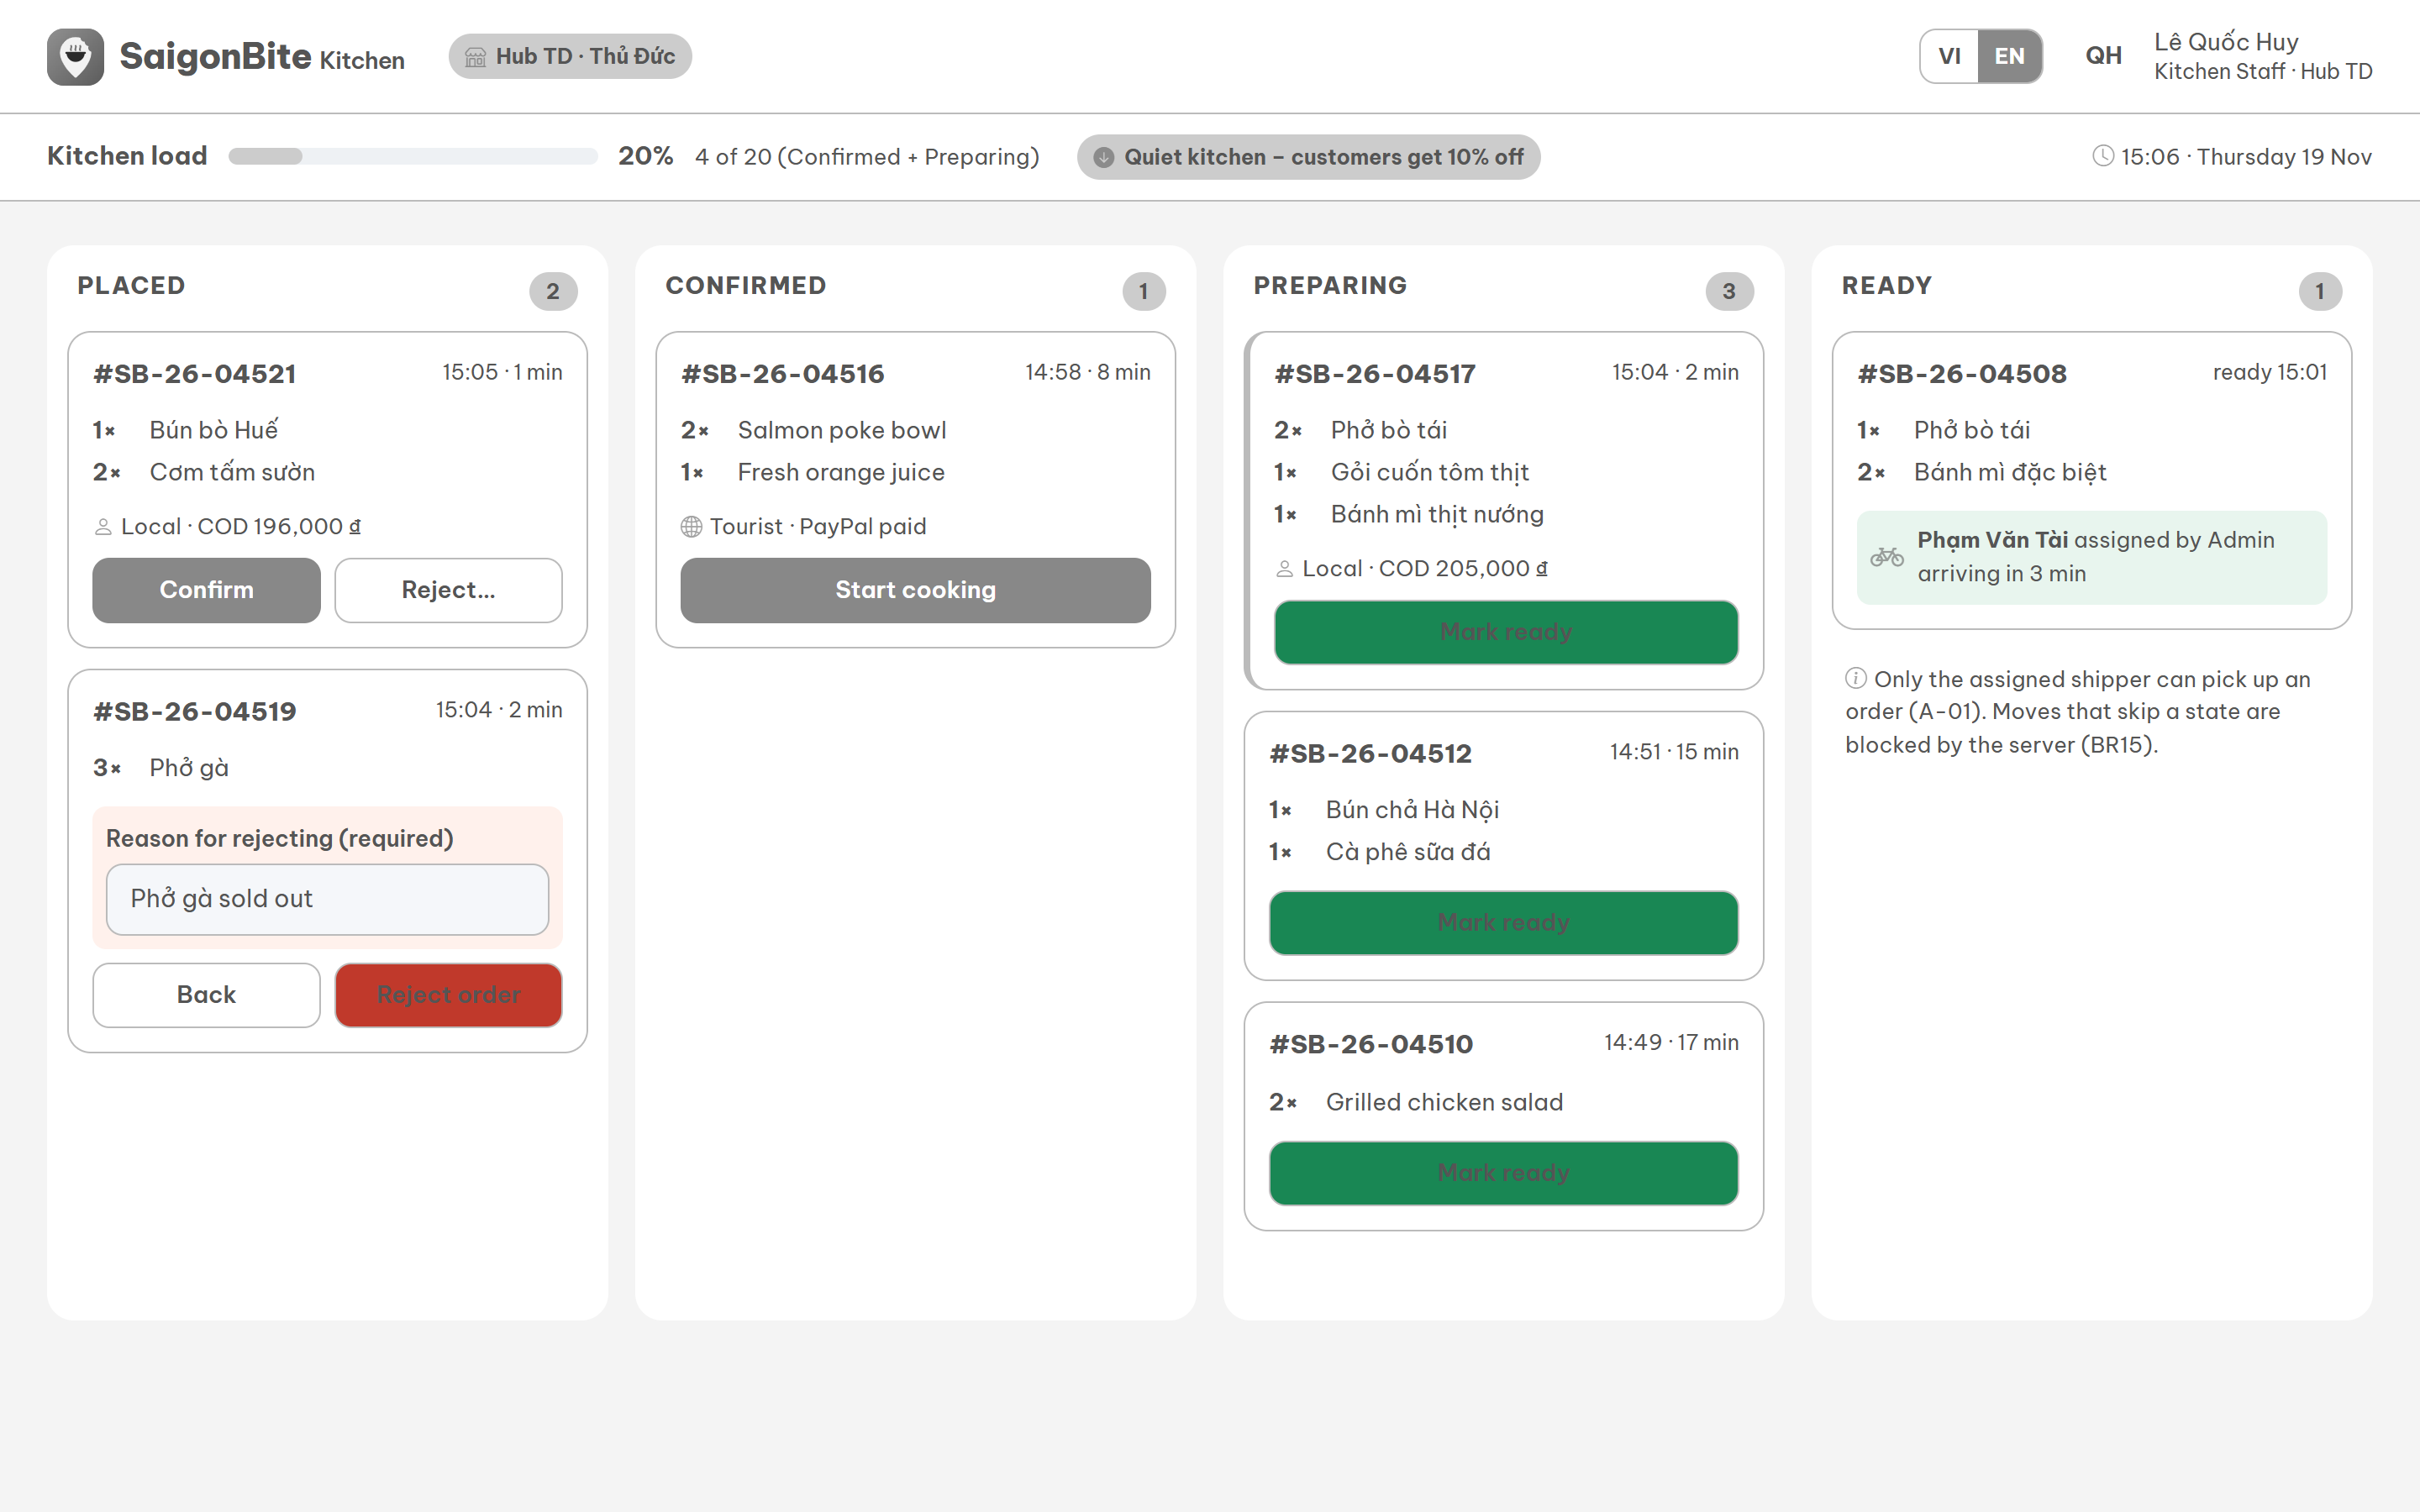 SaigonBite Kitchen
Hub TD · Thủ Đức
VI EN
QH
Lê Quốc Huy
Kitchen Staff · Hub TD
Kitchen load 20% 4 of 20 (Confirmed + Preparing)
Quiet kitchen – customers get 10% off
15:06 · Thursday 19 Nov
PLACED 2
#SB-26-04521 15:05 · 1 min
1× Bún bò Huế
2× Cơm tấm sườn
Local · COD 196,000 ₫
Confirm Reject...
#SB-26-04519 15:04 · 2 min
3× Phở gà
Reason for rejecting (required)
Phở gà sold out
Back Reject order
CONFIRMED 1
#SB-26-04516 14:58 · 8 min
2× Salmon poke bowl
1× Fresh orange juice
Tourist · PayPal paid
Start cooking
PREPARING 3
#SB-26-04517 15:04 · 2 min
2× Phở bò tái
1× Gỏi cuốn tôm thịt
1× Bánh mì thịt nướng
Local · COD 205,000 ₫
Mark ready
#SB-26-04512 14:51 · 15 min
1× Bún chả Hà Nội
1× Cà phê sữa đá
Mark ready
#SB-26-04510 14:49 · 17 min
2× Grilled chicken salad
Mark ready
READY 1
#SB-26-04508 ready 15:01
1× Phở bò tái
2× Bánh mì đặc biệt
Phạm Văn Tài assigned by Admin
arriving in 3 min
Only the assigned shipper can pick up an
order (A-01). Moves that skip a state are
blocked by the server (BR15).